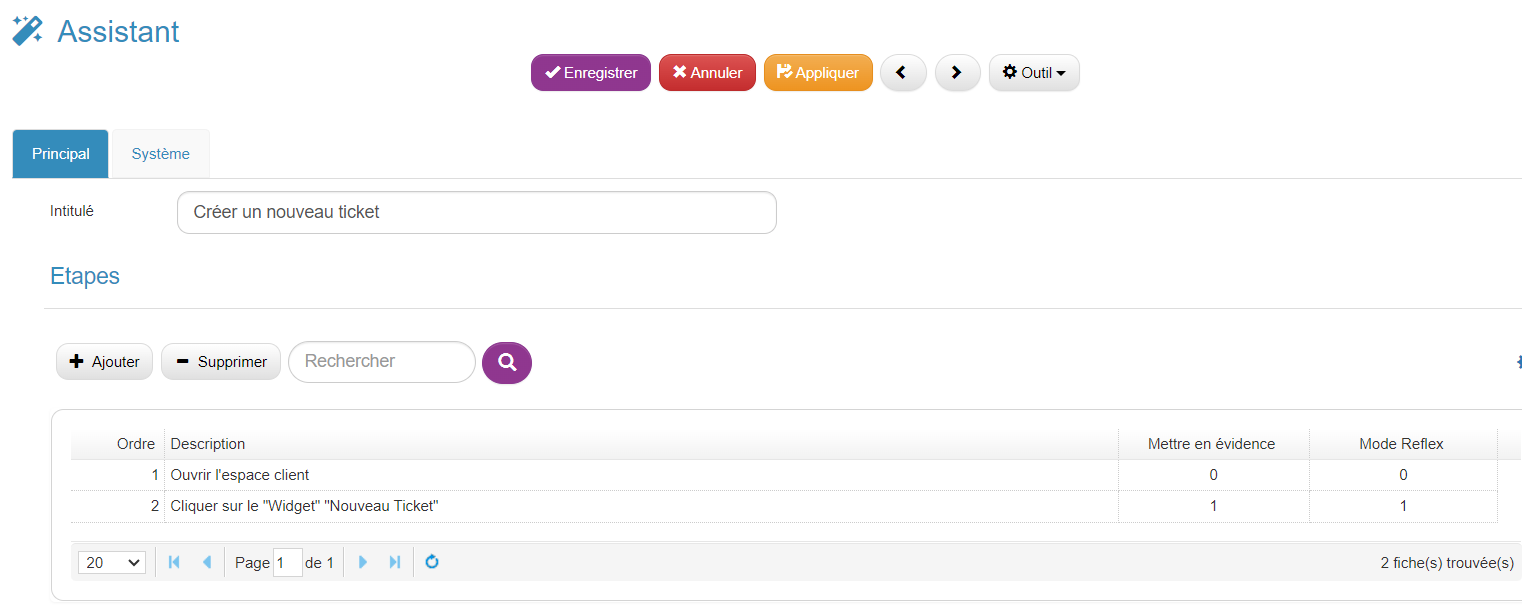 Assistant
Enregistrer Annuler Appliquer Outil
Principal Système
Intitulé Créer un nouveau ticket
Etapes
Ajouter Supprimer Rechercher
Ordre Description Mettre en évidence Mode Reflex
1 Ouvrir l'espace client 0 0
2 Cliquer sur le "Widget" "Nouveau Ticket" 1 1
20 Page 1 de 1 2 fiche(s) trouvée(s)